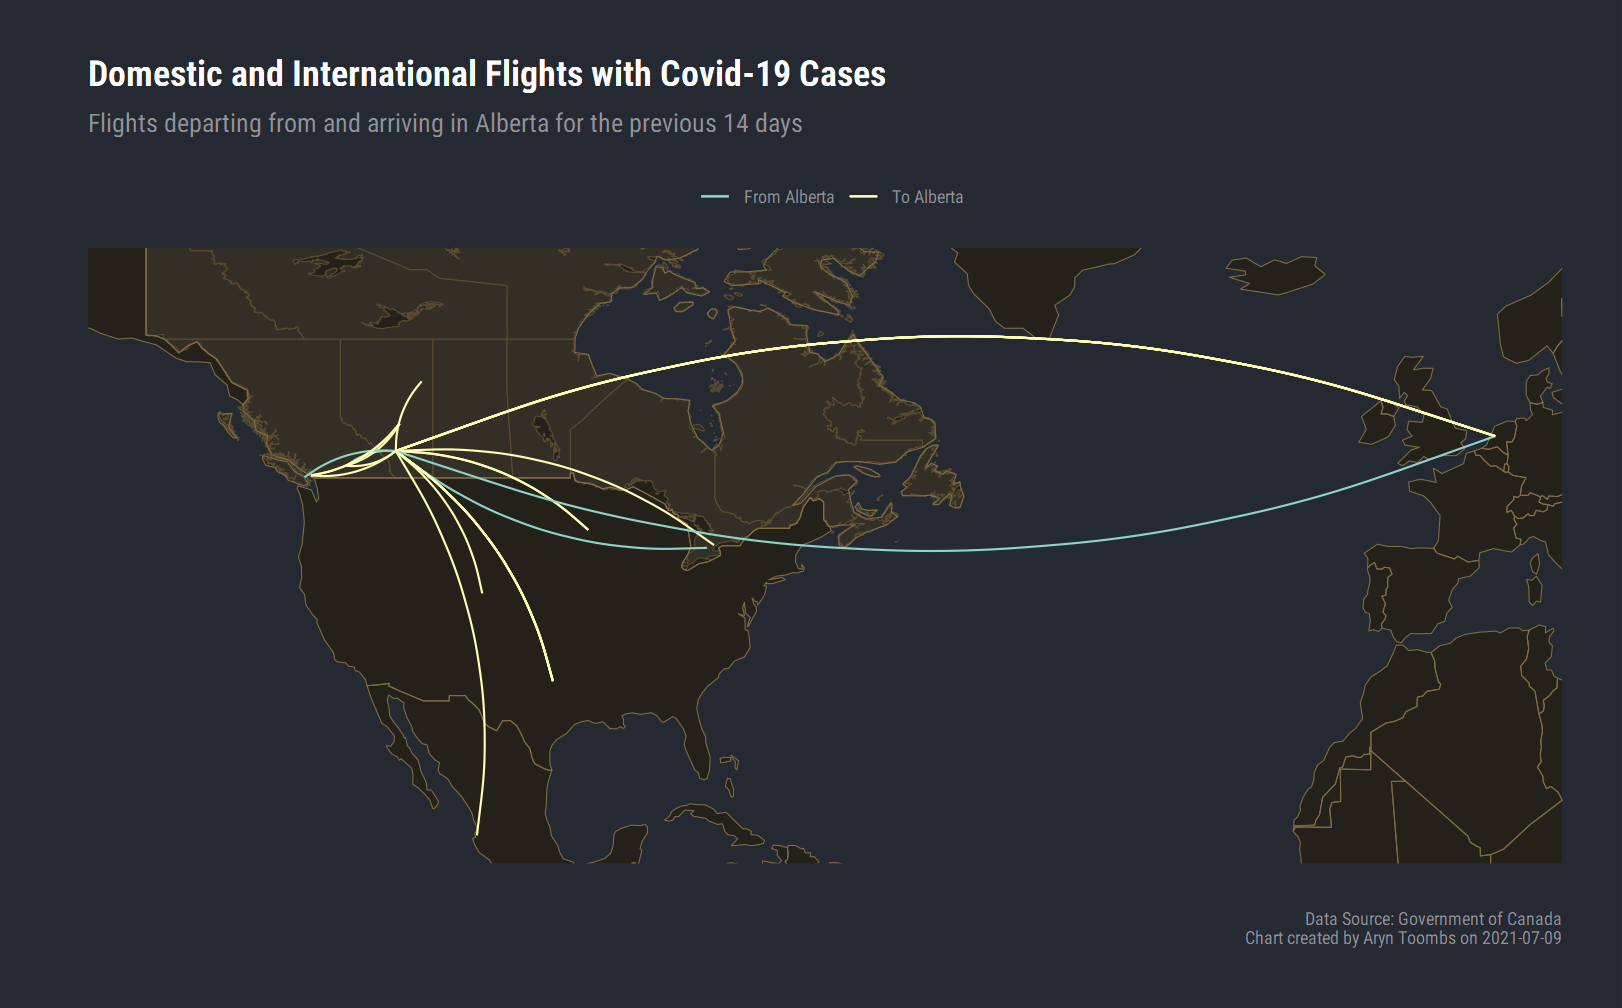 Domestic and International Flights with Covid-19 Cases
Flights departing from and arriving in Alberta for the previous 14 days
From Alberta To Alberta
Data Source: Government of Canada
Chart created by Aryn Toombs on 2021-07-09